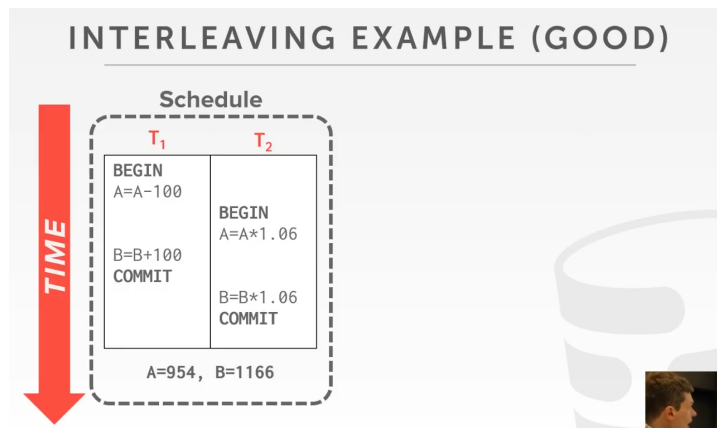 INTERLEAVING EXAMPLE (GOOD)
TIME
Schedule
T₁ T₂
BEGIN
A=A-100
BEGIN
A=A*1.06
B=B+100
COMMIT
B=B*1.06
COMMIT
A=954, B=1166